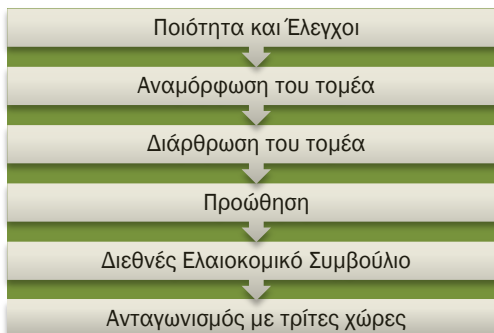 Ποιότητα και Έλεγχοι
Αναμόρφωση του τομέα
Διάρθρωση του τομέα
Προώθηση
Διεθνές Ελαιοκομικό Συμβούλιο
Ανταγωνισμός με τρίτες χώρες